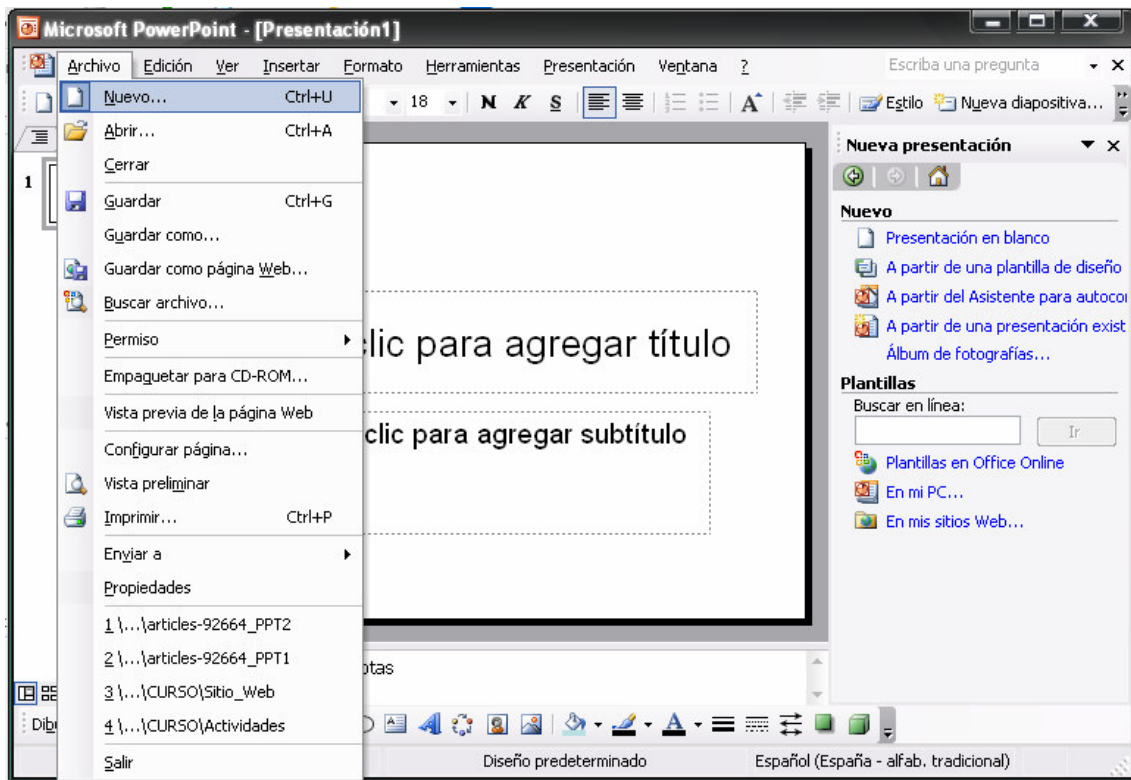 Microsoft PowerPoint - [Presentación1]
Archivo Edición Ver Insertar Formato Herramientas Presentación Ventana ? Escriba una pregunta
18 N K S A Estilo Nueva diapositiva...
Nuevo... Ctrl+U
Abrir... Ctrl+A
Cerrar
Guardar Ctrl+G
Guardar como...
Guardar como página Web...
Buscar archivo...
Permiso
Empaquetar para CD-ROM...
Vista previa de la página Web
Configurar página...
Vista preliminar
Imprimir... Ctrl+P
Enviar a
Propiedades
1 \...\articles-92664_PPT2
2 \...\articles-92664_PPT1
3 \...\CURSO\Sitio_Web
4 \...\CURSO\Actividades
Salir
1
clic para agregar título
clic para agregar subtítulo
otas
Nueva presentación
Nuevo
Presentación en blanco
A partir de una plantilla de diseño
A partir del Asistente para autocon
A partir de una presentación exist
Álbum de fotografías...
Plantillas
Buscar en línea:
Ir
Plantillas en Office Online
En mi PC...
En mis sitios Web...
Dibu
A
Diseño predeterminado Español (España - alfab. tradicional)